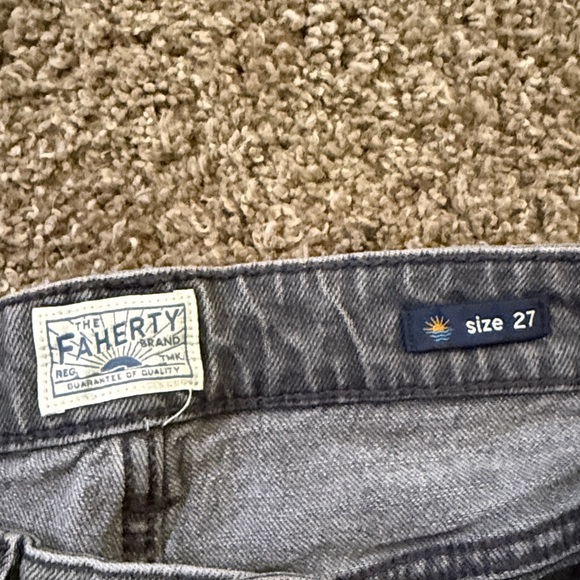 THE
FAHERTY
BRAND
REG. TMK.
GUARANTEE OF QUALITY
size 27